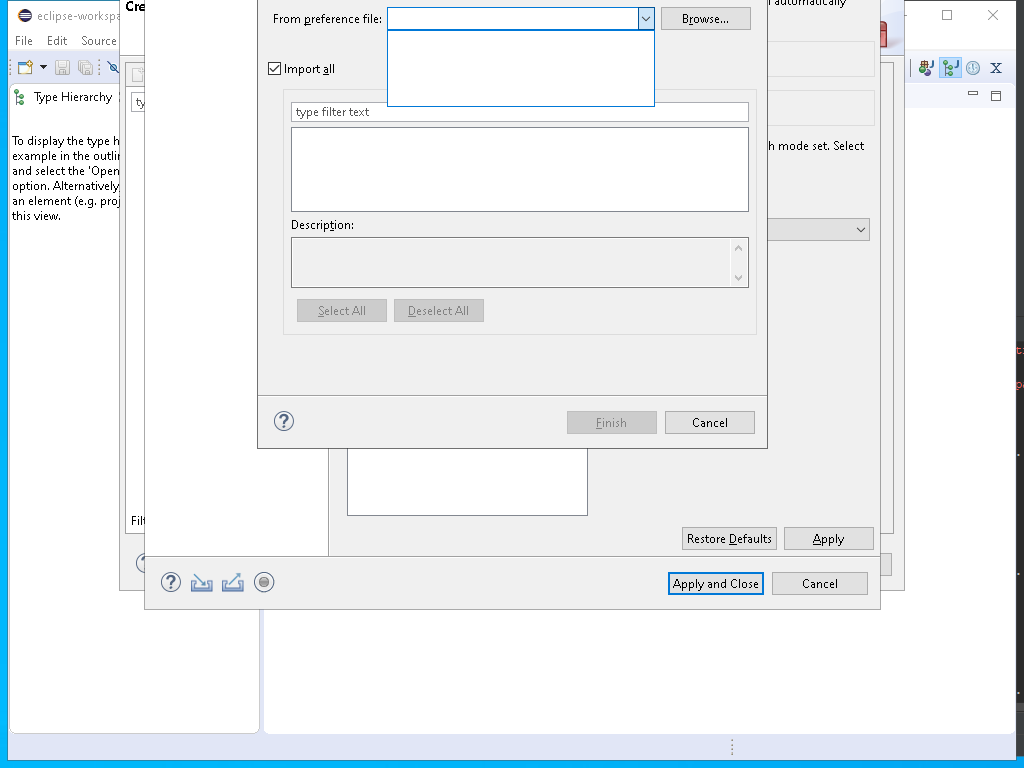 eclipse-workspa
Cre
File Edit Source
Type Hierarchy
To display the type h
example in the outlin
and select the 'Open
option. Alternatively
an element (e.g. proj
this view.
ty
Filt
From preference file:
Browse...
automatically
Import all
type filter text
h mode set. Select
Description:
Select All
Deselect All
Finish
Cancel
Restore Defaults
Apply
Apply and Close
Cancel